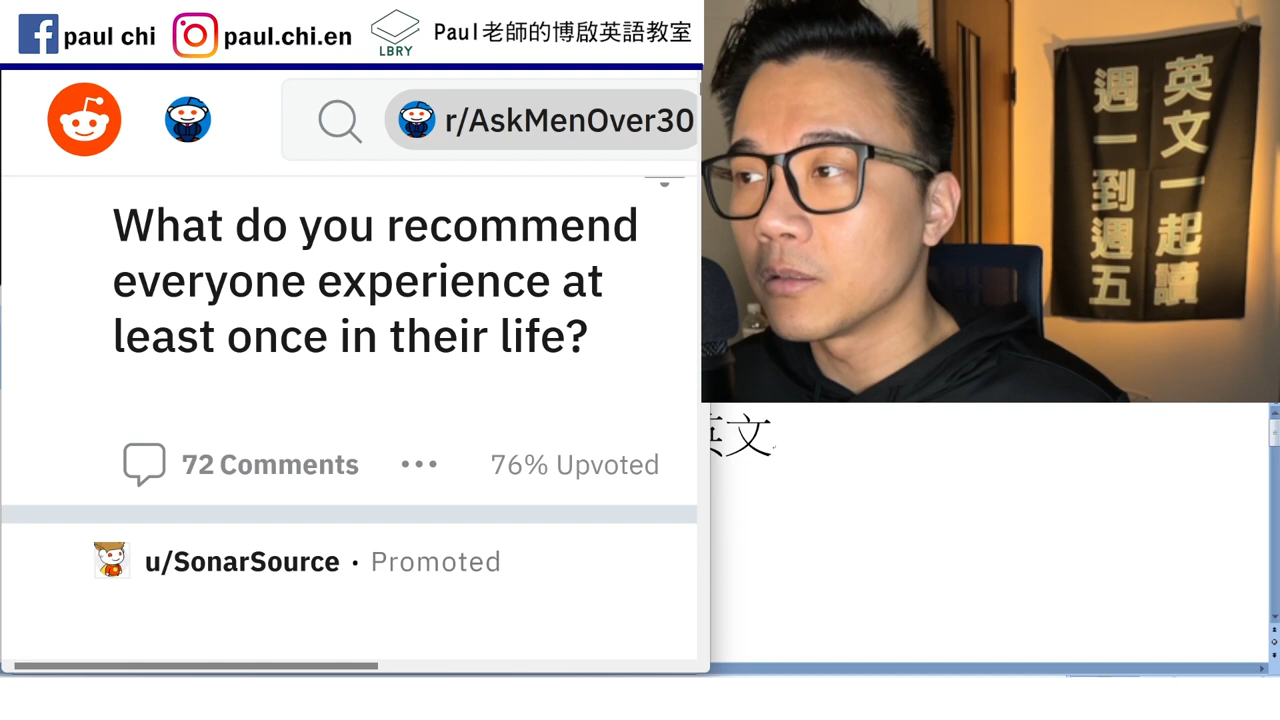 paul chi
paul.chi.en
LBRY
Paul老師的博啟英語教室
r/AskMenOver30
What do you recommend
everyone experience at
least once in their life?
72 Comments
76% Upvoted
u/SonarSource · Promoted
英文一起讀
週一到週五
英文